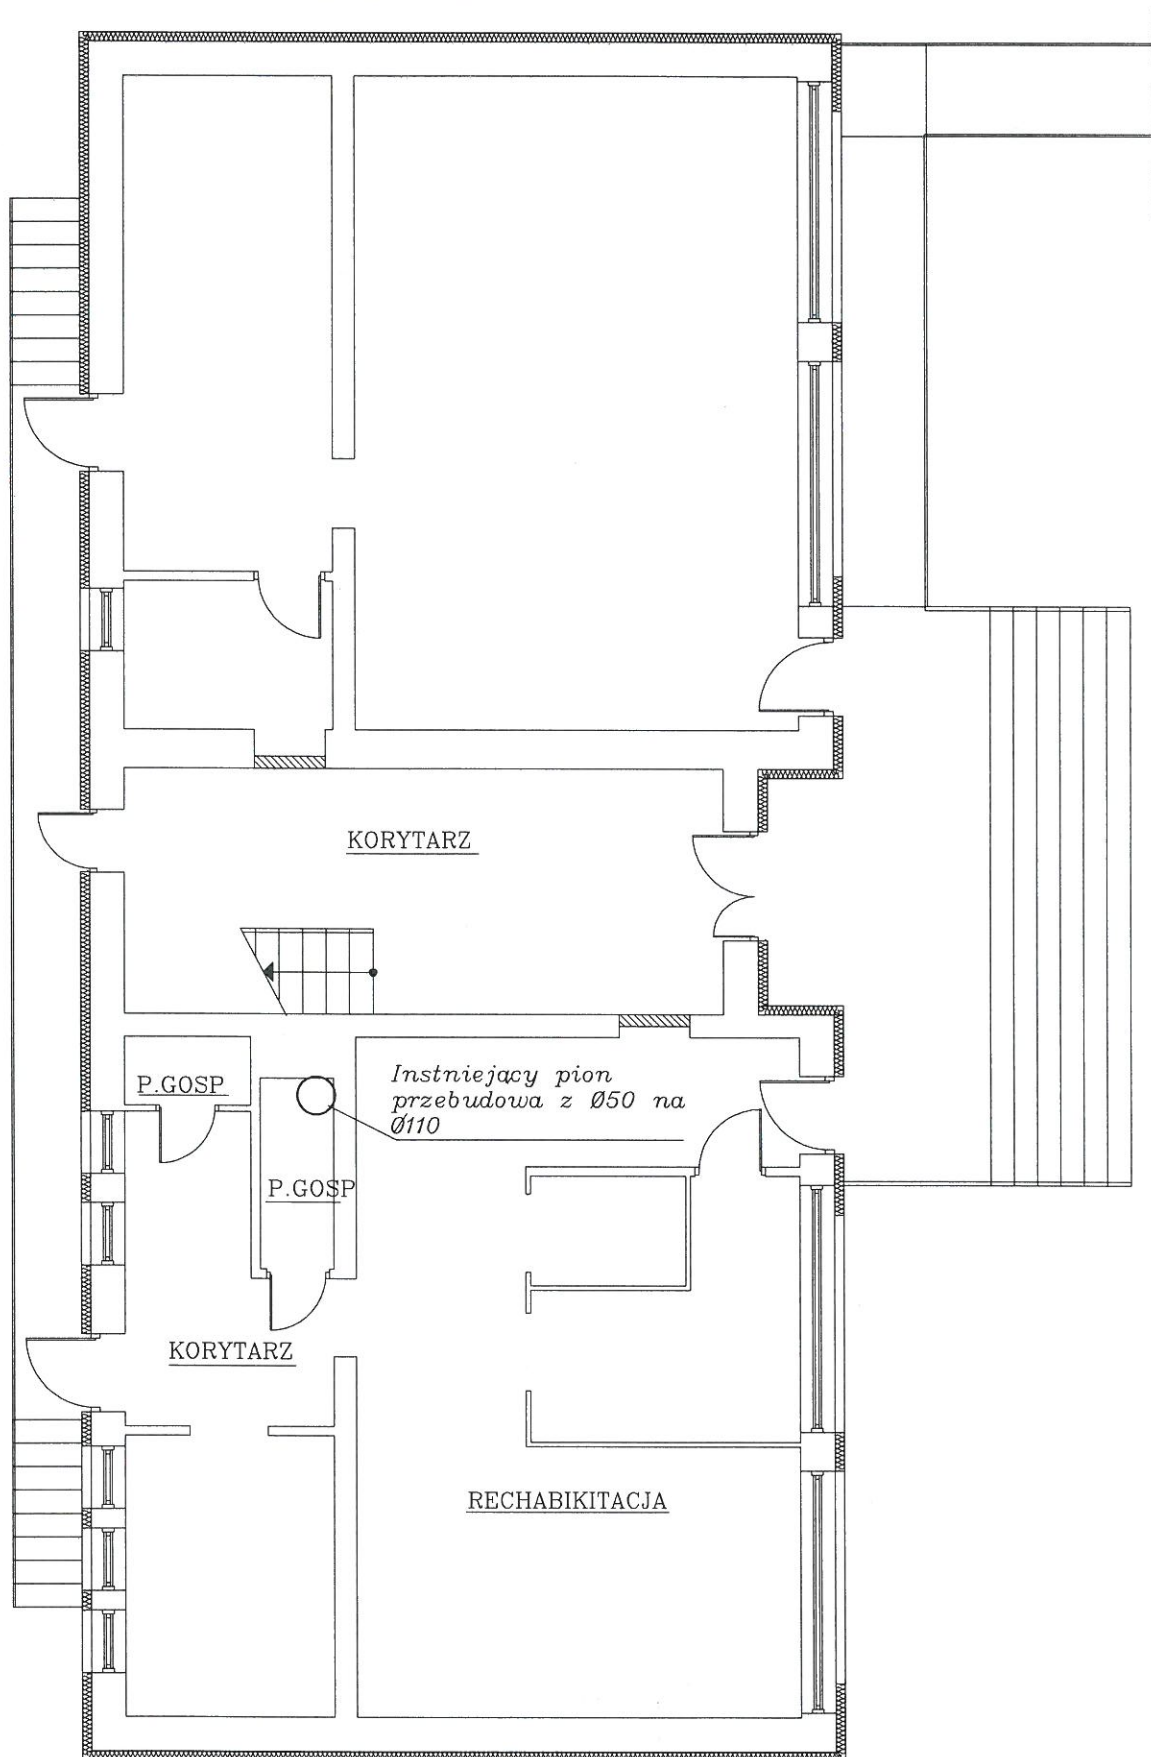 KORYTARZ
P.GOSP
Instniejący pion
przebudowa z Ø50 na
Ø110
P.GOSP
KORYTARZ
RECHABIKITACJA